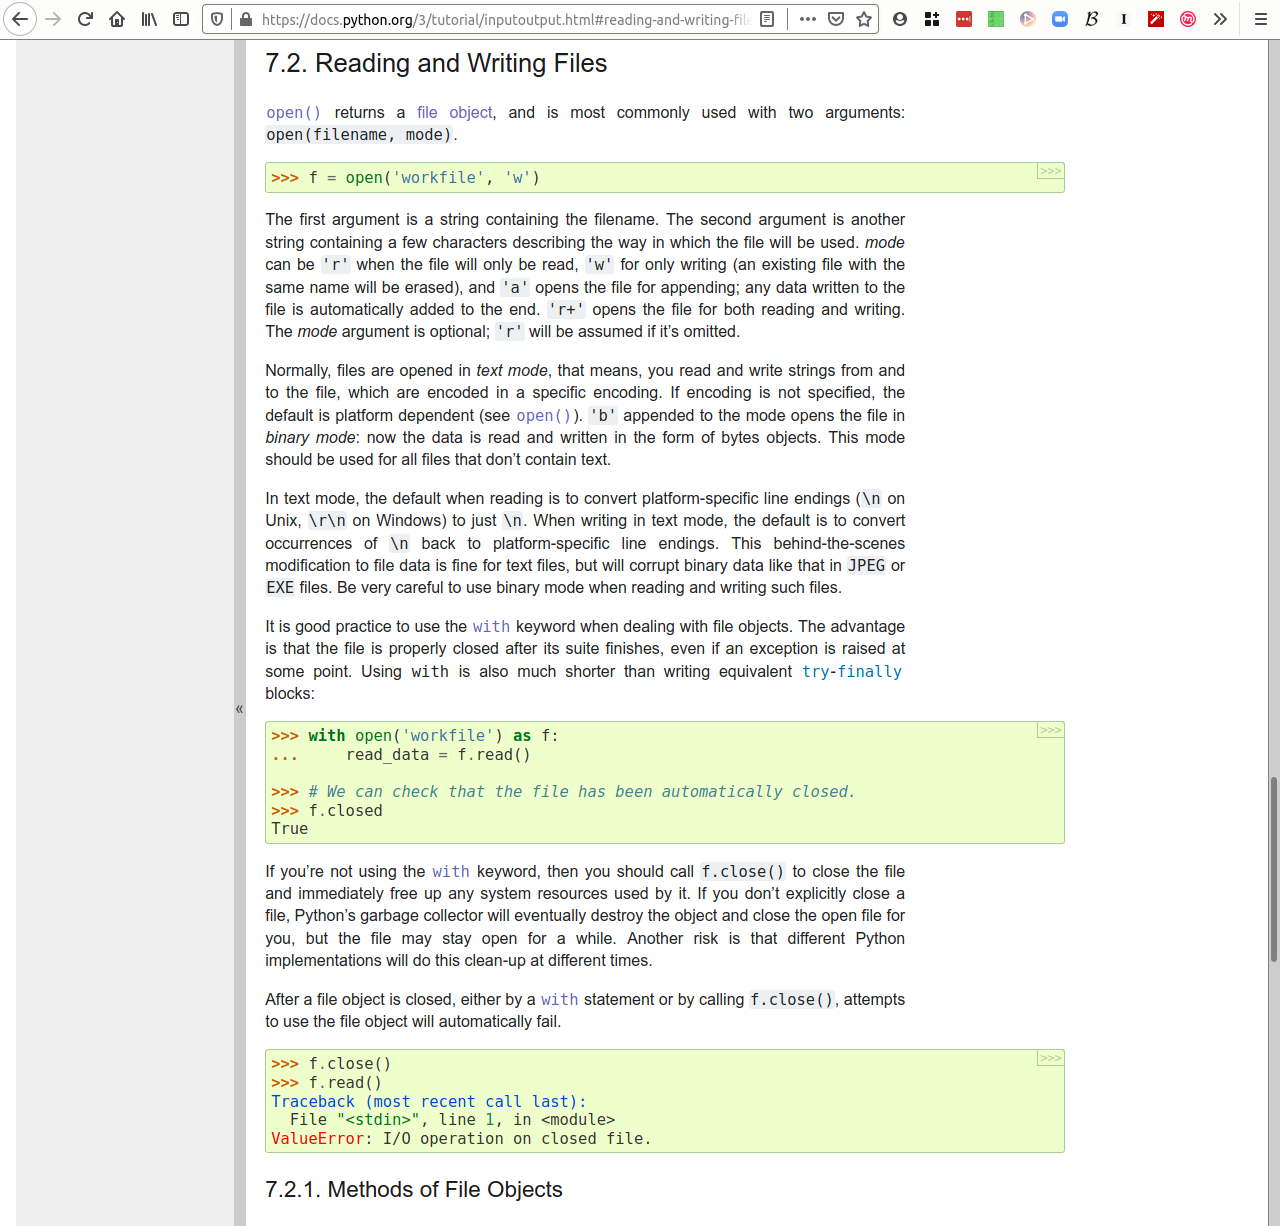 https://docs.python.org/3/tutorial/inputoutput.html#reading-and-writing-file
7.2. Reading and Writing Files
open() returns a file object, and is most commonly used with two arguments:
open(filename, mode).
>>> f = open('workfile', 'w')
>>>
The first argument is a string containing the filename. The second argument is another
string containing a few characters describing the way in which the file will be used. mode
can be 'r' when the file will only be read, 'w' for only writing (an existing file with the
same name will be erased), and 'a' opens the file for appending; any data written to the
file is automatically added to the end. 'r+' opens the file for both reading and writing.
The mode argument is optional; 'r' will be assumed if it’s omitted.
Normally, files are opened in text mode, that means, you read and write strings from and
to the file, which are encoded in a specific encoding. If encoding is not specified, the
default is platform dependent (see open()). 'b' appended to the mode opens the file in
binary mode: now the data is read and written in the form of bytes objects. This mode
should be used for all files that don’t contain text.
In text mode, the default when reading is to convert platform-specific line endings (\n on
Unix, \r\n on Windows) to just \n. When writing in text mode, the default is to convert
occurrences of \n back to platform-specific line endings. This behind-the-scenes
modification to file data is fine for text files, but will corrupt binary data like that in JPEG or
EXE files. Be very careful to use binary mode when reading and writing such files.
It is good practice to use the with keyword when dealing with file objects. The advantage
is that the file is properly closed after its suite finishes, even if an exception is raised at
some point. Using with is also much shorter than writing equivalent try-finally
blocks:
«
>>> with open('workfile') as f:
>>>
...     read_data = f.read()
>>> # We can check that the file has been automatically closed.
>>> f.closed
True
If you’re not using the with keyword, then you should call f.close() to close the file
and immediately free up any system resources used by it. If you don’t explicitly close a
file, Python’s garbage collector will eventually destroy the object and close the open file for
you, but the file may stay open for a while. Another risk is that different Python
implementations will do this clean-up at different times.
After a file object is closed, either by a with statement or by calling f.close(), attempts
to use the file object will automatically fail.
>>> f.close()
>>>
>>> f.read()
Traceback (most recent call last):
  File "<stdin>", line 1, in <module>
ValueError: I/O operation on closed file.
7.2.1. Methods of File Objects